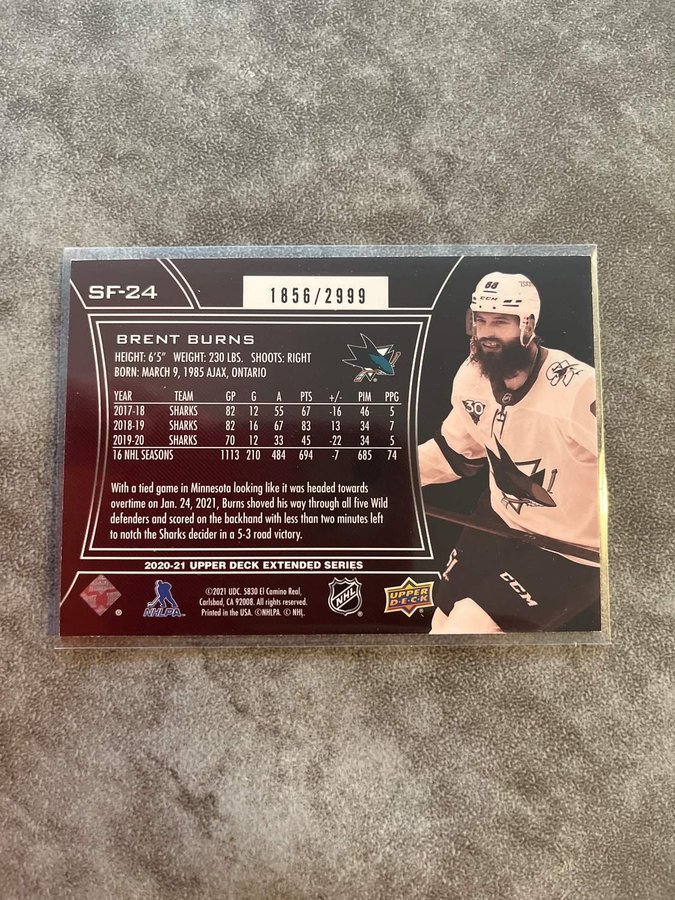 SF-24
1856/2999
BRENT BURNS
HEIGHT: 6'5" WEIGHT: 230 LBS. SHOOTS: RIGHT
BORN: MARCH 9, 1985 AJAX, ONTARIO
YEAR TEAM GP G A PTS +/- PIM PPG
2017-18 SHARKS 82 12 55 67 -16 46 5
2018-19 SHARKS 82 16 67 83 13 34 7
2019-20 SHARKS 70 12 33 45 -22 34 5
16 NHL SEASONS 1113 210 484 694 -7 685 74
With a tied game in Minnesota looking like it was headed towards
overtime on Jan. 24, 2021, Burns shoved his way through all five Wild
defenders and scored on the backhand with less than two minutes left
to notch the Sharks decider in a 5-3 road victory.
2020-21 UPPER DECK EXTENDED SERIES
®
NHLPA
©2021 UDC. 5830 El Camino Real,
Carlsbad, CA 92008. All rights reserved.
Printed in the USA. ©NHLPA. © NHL.
NHL
UPPER
DECK
88
CCM
30
CCM